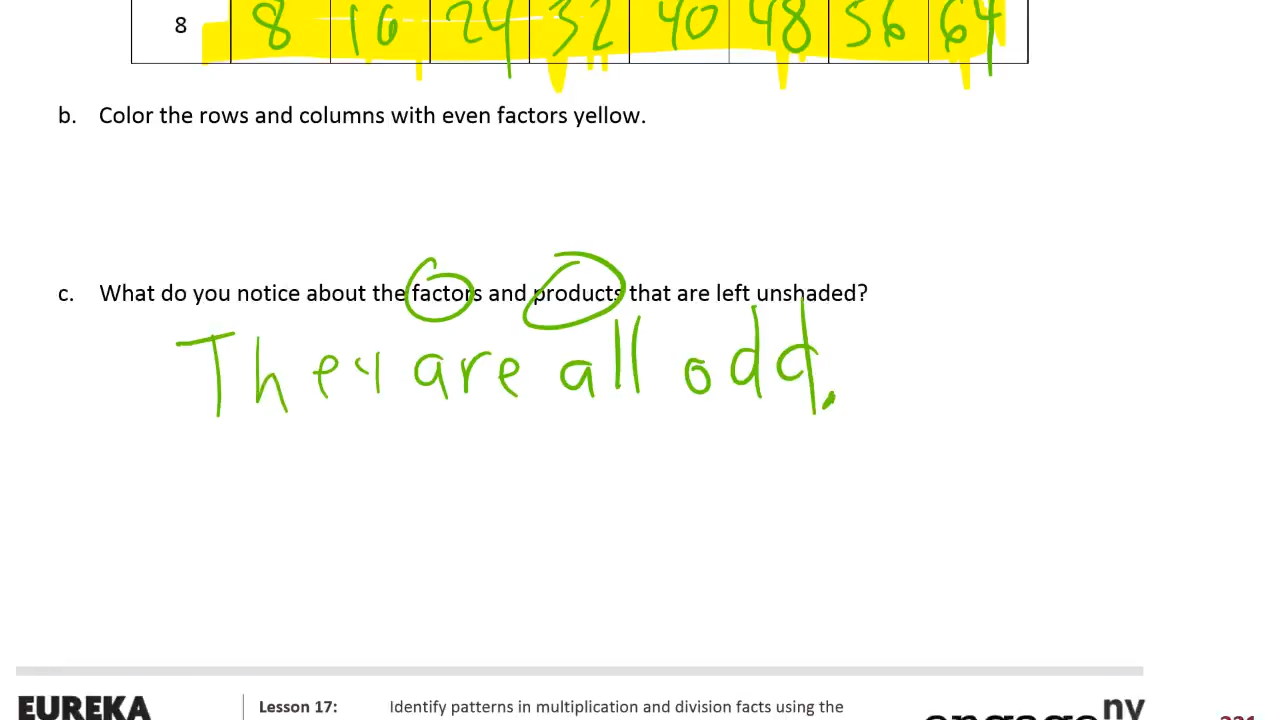 8 8 16 24 32 40 48 56 64
b. Color the rows and columns with even factors yellow.
c. What do you notice about the factors and products that are left unshaded?
They are all odd.
EUREKA Lesson 17: Identify patterns in multiplication and division facts using the